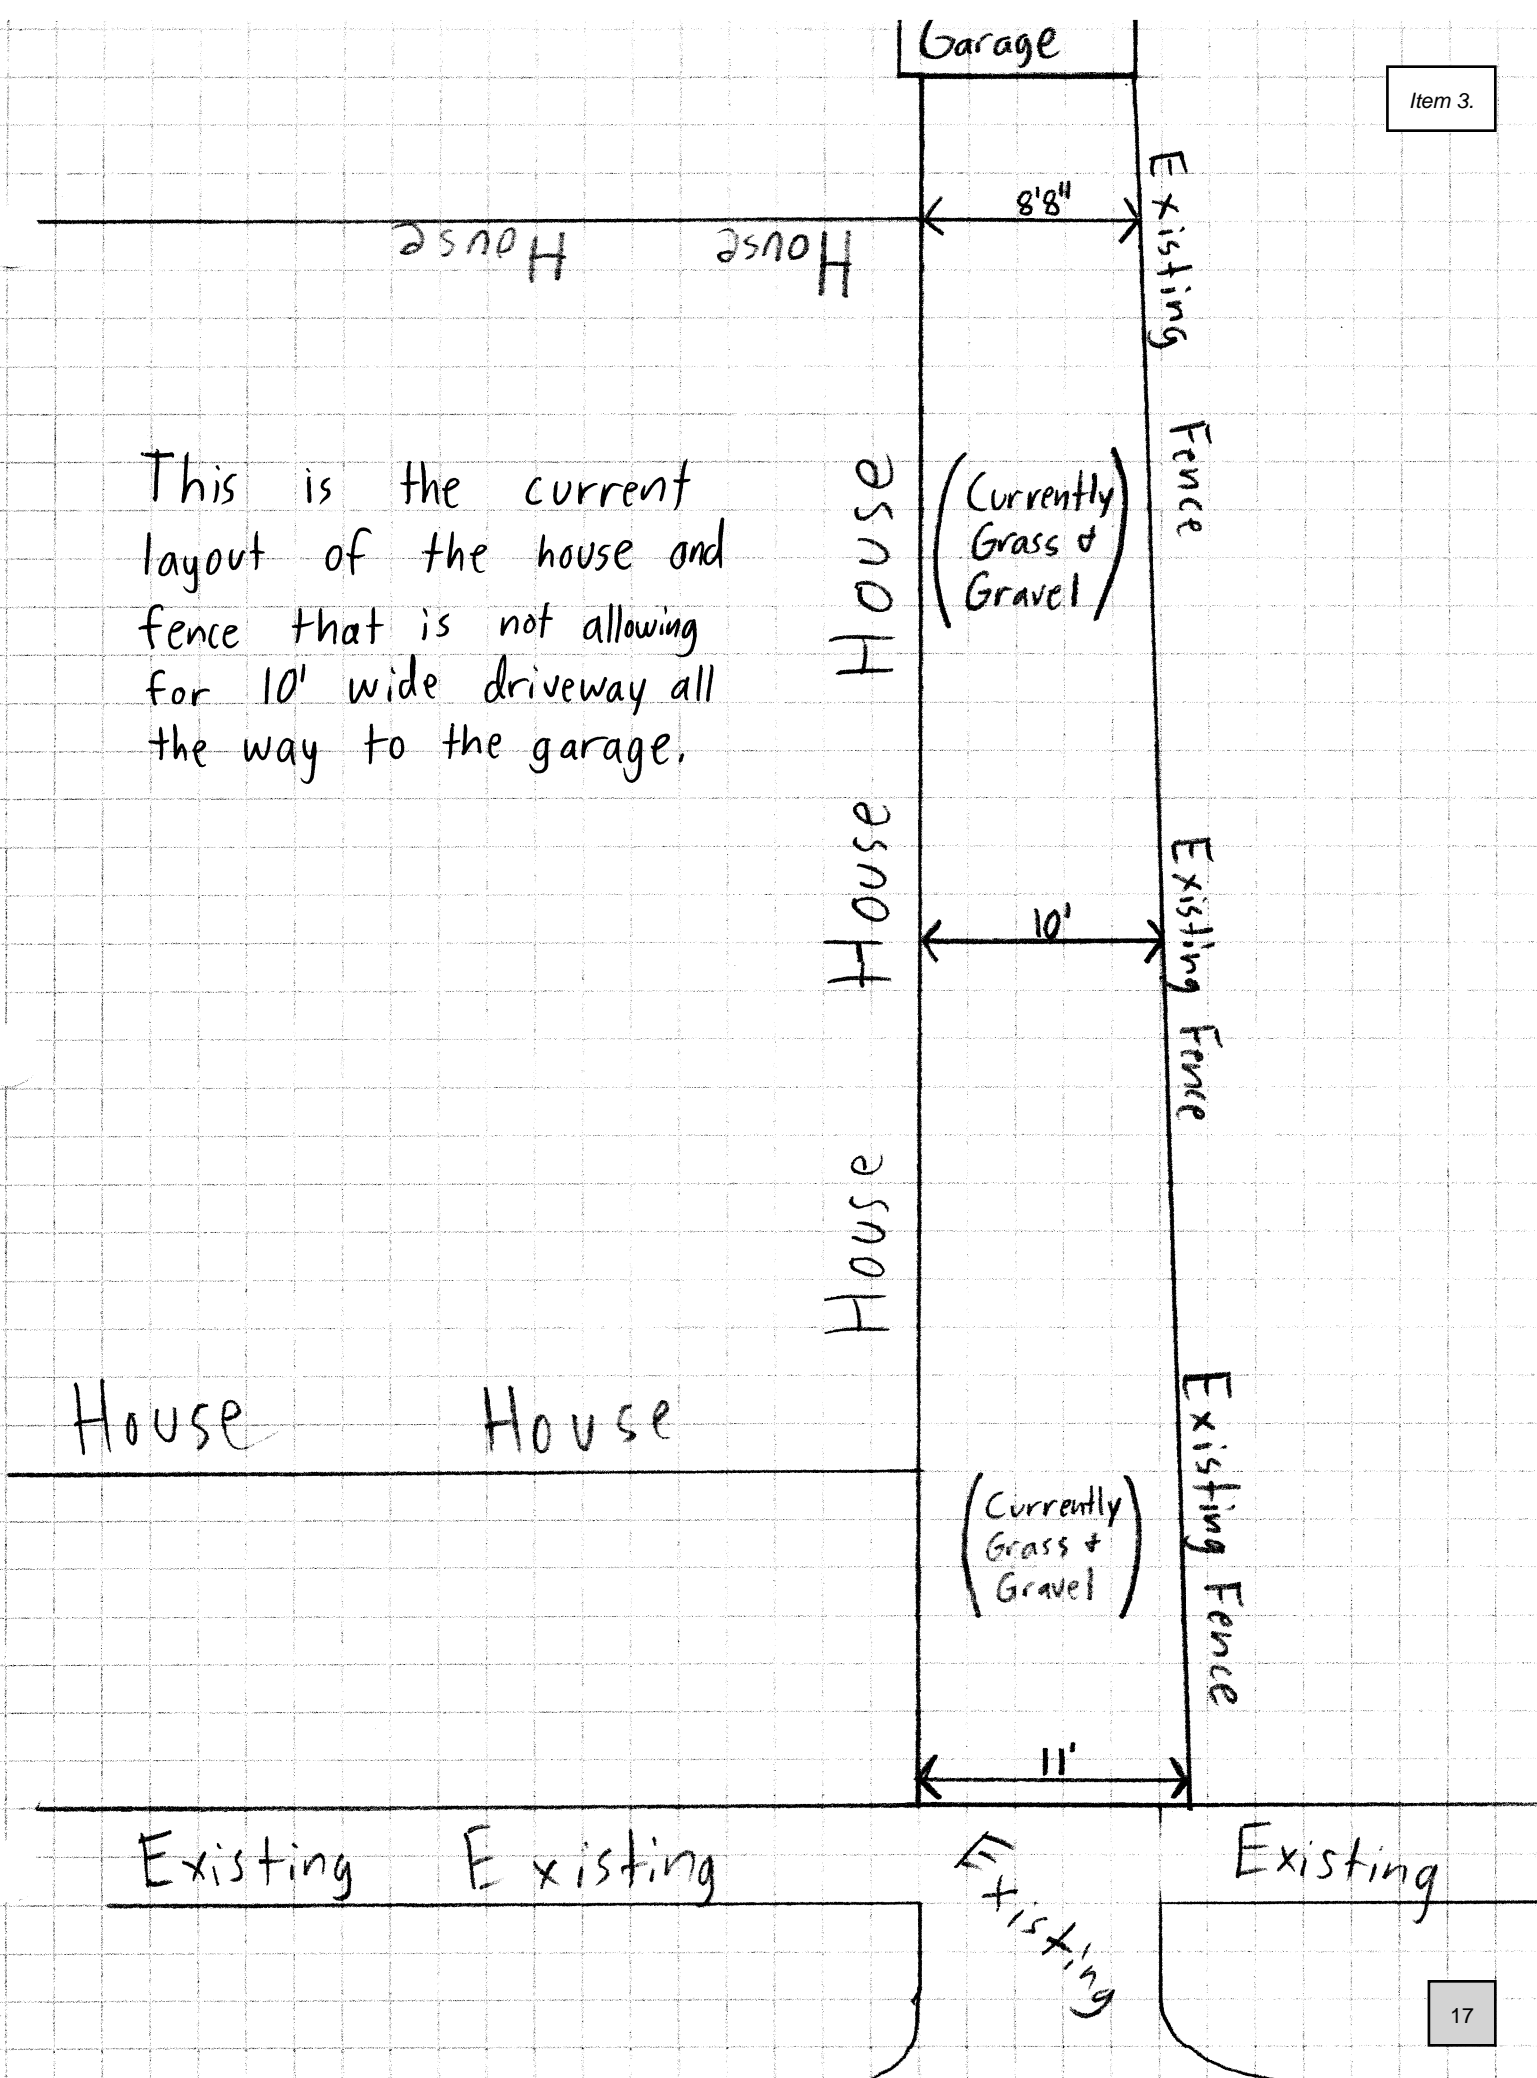 Garage
Item 3.
8'8"
Existing Fence
House House
This is the current
layout of the house and
fence that is not allowing
for 10' wide driveway all
the way to the garage.
House
(Currently
Grass &
Gravel)
House
10'
Existing Fence
House
House House
(Currently
Grass &
Gravel)
Existing Fence
11'
Existing Existing Existing Existing
17